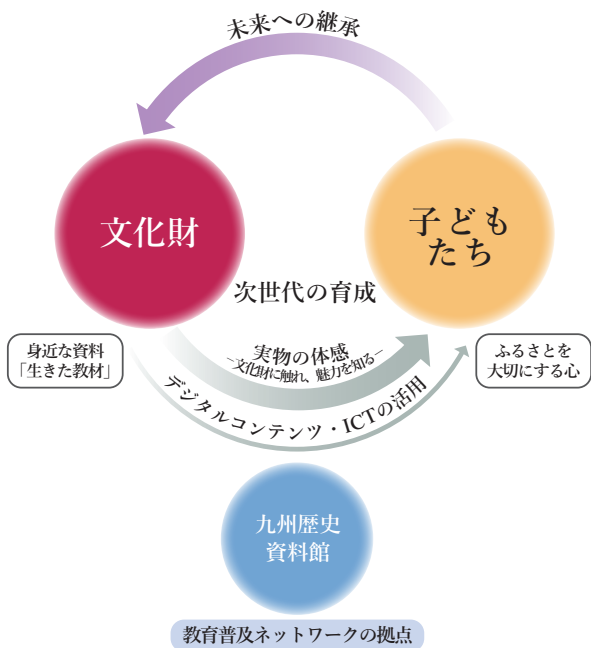 未来への継承
文化財
子ども
たち
次世代の育成
身近な資料
「生きた教材」
実物の体感
―文化財に触れ、魅力を知る―
デジタルコンテンツ・ICTの活用
ふるさとを
大切にする心
九州歴史
資料館
教育普及ネットワークの拠点